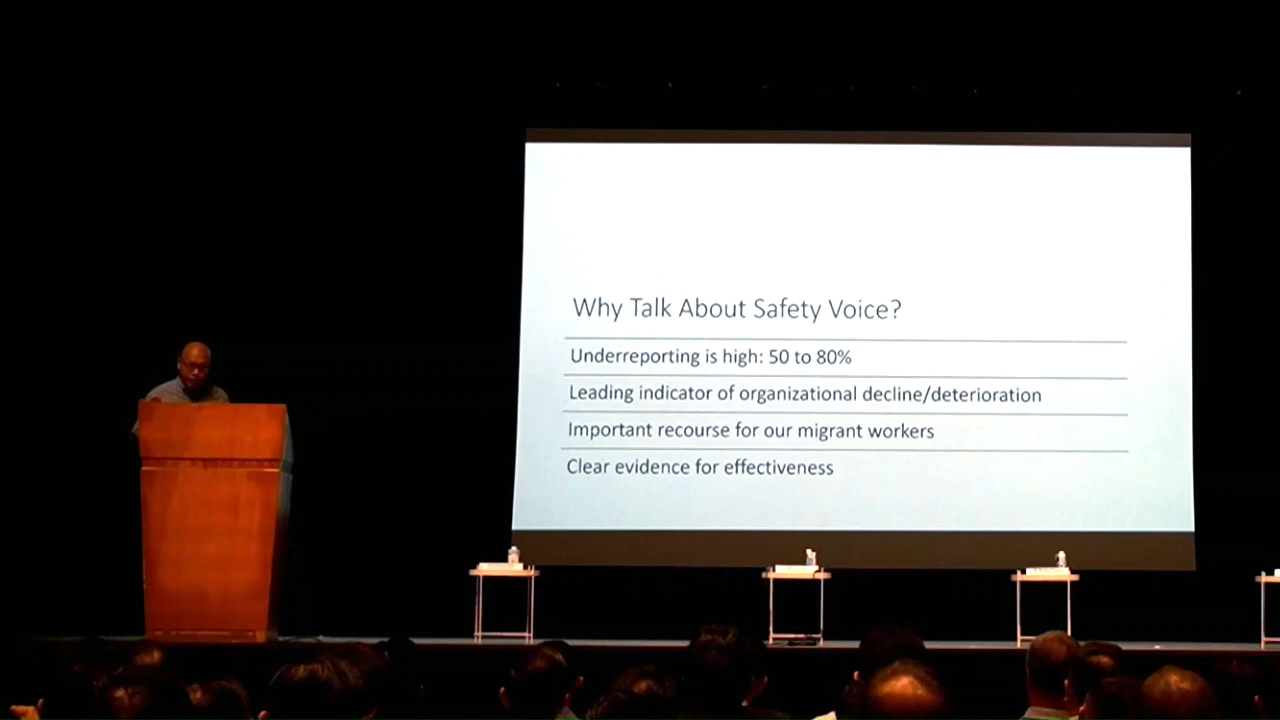 Why Talk About Safety Voice?
Underreporting is high: 50 to 80%
Leading indicator of organizational decline/deterioration
Important recourse for our migrant workers
Clear evidence for effectiveness